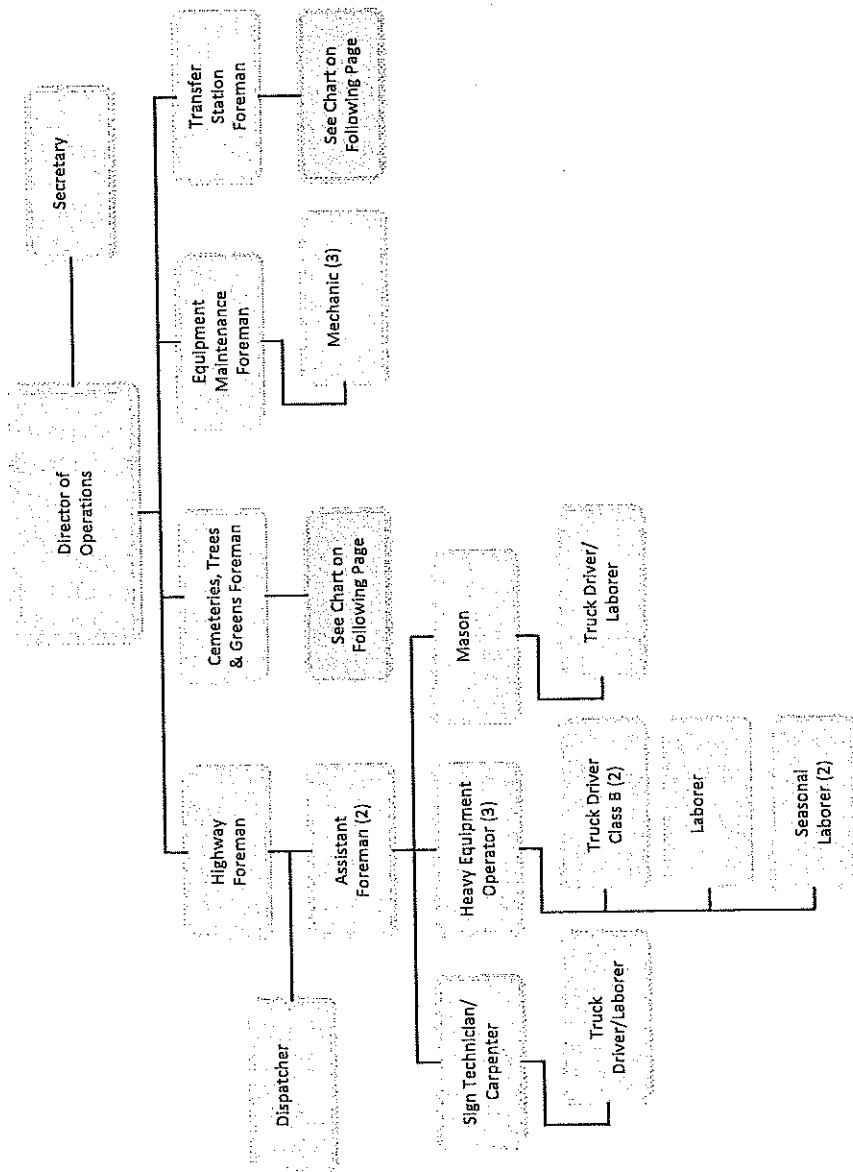 Director of
Operations
Secretary
Highway
Foreman
Cemeteries, Trees
& Greens Foreman
Equipment
Maintenance
Foreman
Transfer
Station
Foreman
Dispatcher
Assistant
Foreman (2)
See Chart on
Following Page
Mechanic (3)
See Chart on
Following Page
Sign Technician/
Carpenter
Heavy Equipment
Operator (3)
Mason
Truck
Driver/Laborer
Truck Driver
Class B (2)
Truck Driver/
Laborer
Laborer
Seasonal
Laborer (2)